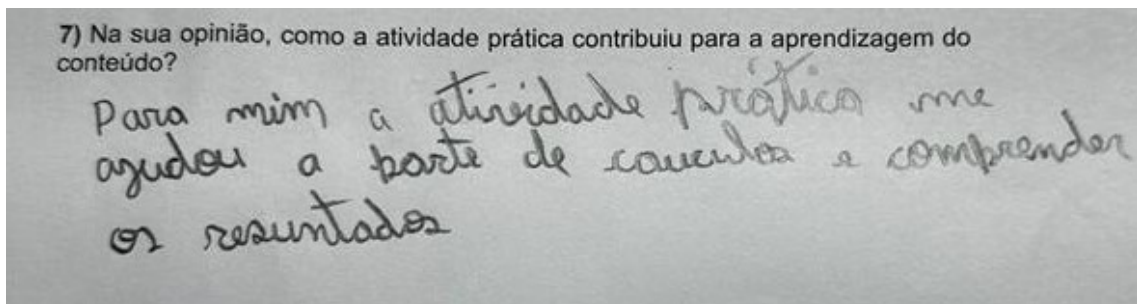 7) Na sua opinião, como a atividade prática contribuiu para a aprendizagem do
conteúdo?
Para mim a atividade prática me
ajudou a parte de cauculos e comprender
os resuntados